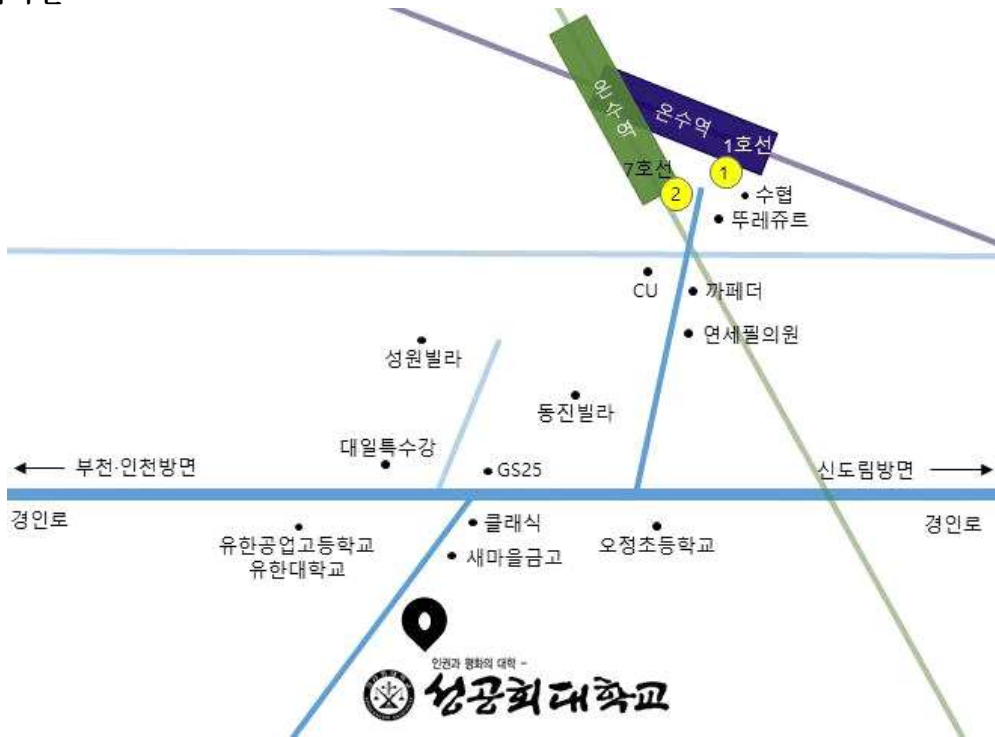 온수역
온수역
1호선
7호선
1
2
수협
뚜레쥬르
CU
까페더
연세필의원
성원빌라
동진빌라
대일특수강
GS25
부천·인천방면
신도림방면
경인로
경인로
클래식
유한공업고등학교
유한대학교
오정초등학교
새마을금고
인권과 평화의 대학 -
성공회대학교